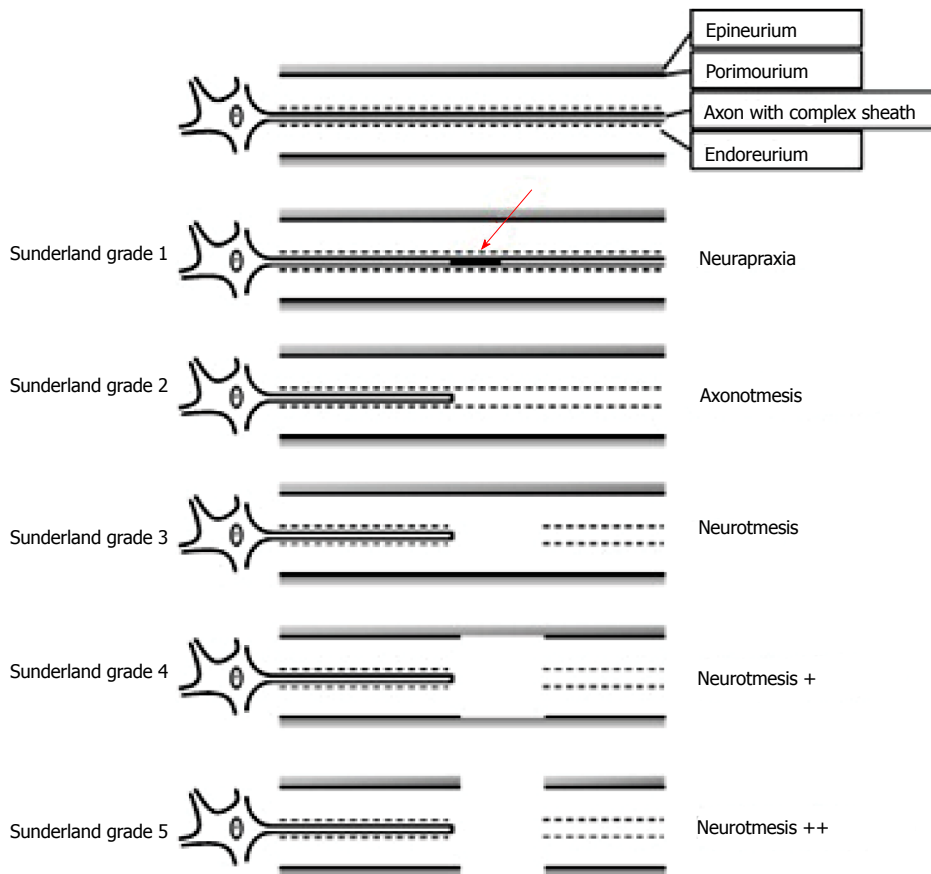 Epineurium
Porimourium
Axon with complex sheath
Endoreurium
Sunderland grade 1
Neurapraxia
Sunderland grade 2
Axonotmesis
Sunderland grade 3
Neurotmesis
Sunderland grade 4
Neurotmesis +
Sunderland grade 5
Neurotmesis ++